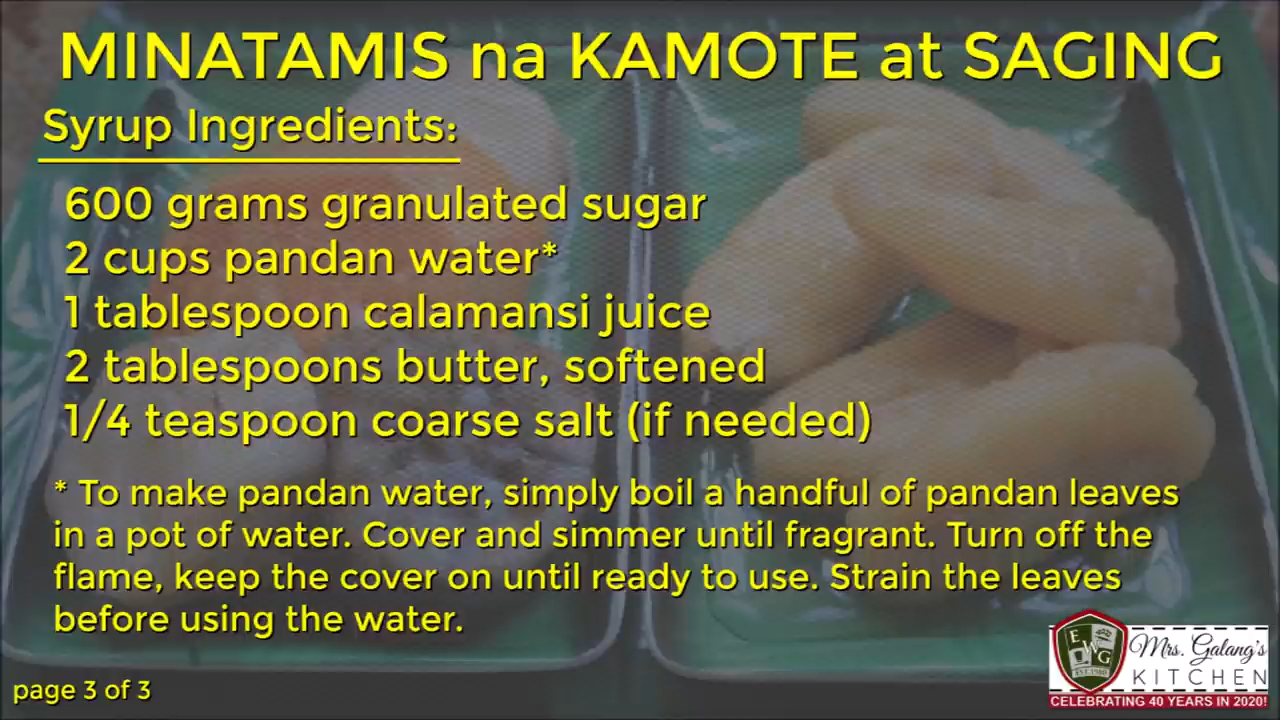 MINATAMIS na KAMOTE at SAGING
Syrup Ingredients:
600 grams granulated sugar
2 cups pandan water*
1 tablespoon calamansi juice
2 tablespoons butter, softened
1/4 teaspoon coarse salt (if needed)
* To make pandan water, simply boil a handful of pandan leaves
in a pot of water. Cover and simmer until fragrant. Turn off the
flame, keep the cover on until ready to use. Strain the leaves
before using the water.
EWG
EST 1980
Mrs. Galang's
KITCHEN
CELEBRATING 40 YEARS IN 2020!
page 3 of 3